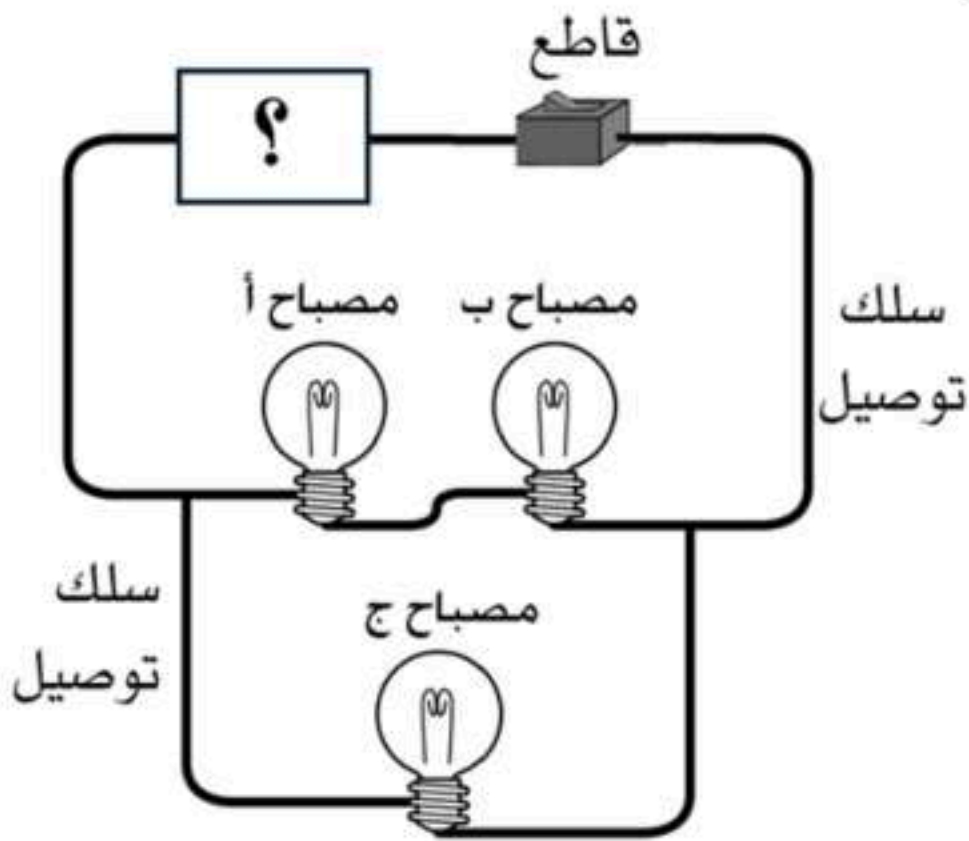 قاطع
؟
مصباح أ
مصباح ب
سلك
توصيل
سلك
توصيل
مصباح ج